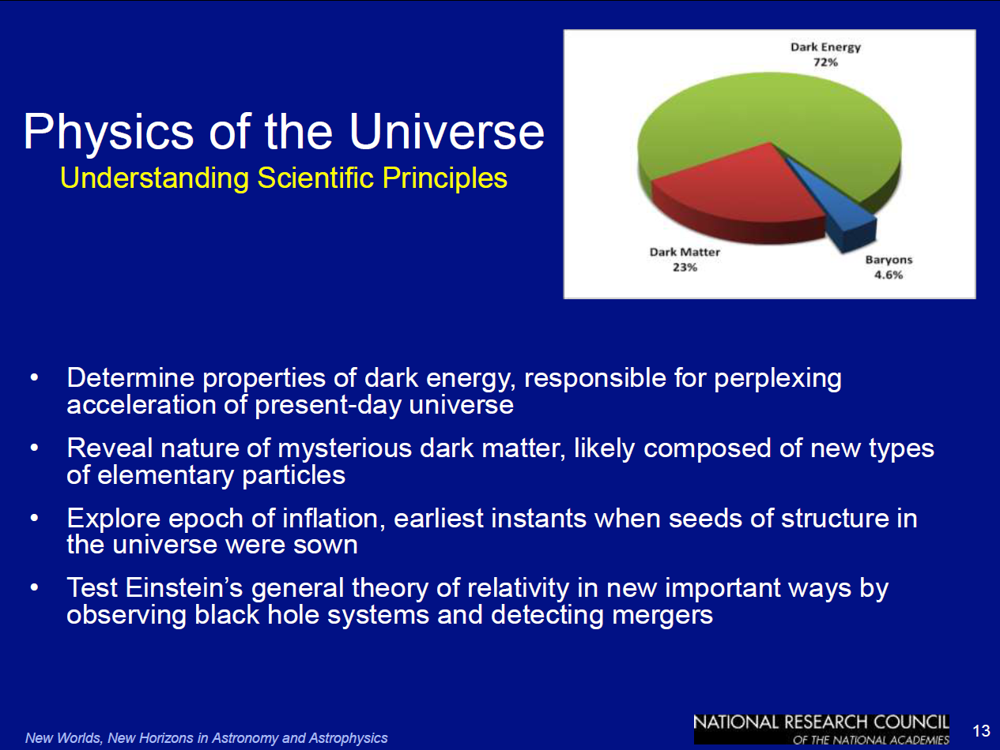 Physics of the Universe
Understanding Scientific Principles
Dark Energy
72%
Dark Matter
23%
Baryons
4.6%
• Determine properties of dark energy, responsible for perplexing
acceleration of present-day universe
• Reveal nature of mysterious dark matter, likely composed of new types
of elementary particles
• Explore epoch of inflation, earliest instants when seeds of structure in
the universe were sown
• Test Einstein’s general theory of relativity in new important ways by
observing black hole systems and detecting mergers
New Worlds, New Horizons in Astronomy and Astrophysics
NATIONAL RESEARCH COUNCIL
OF THE NATIONAL ACADEMIES
13